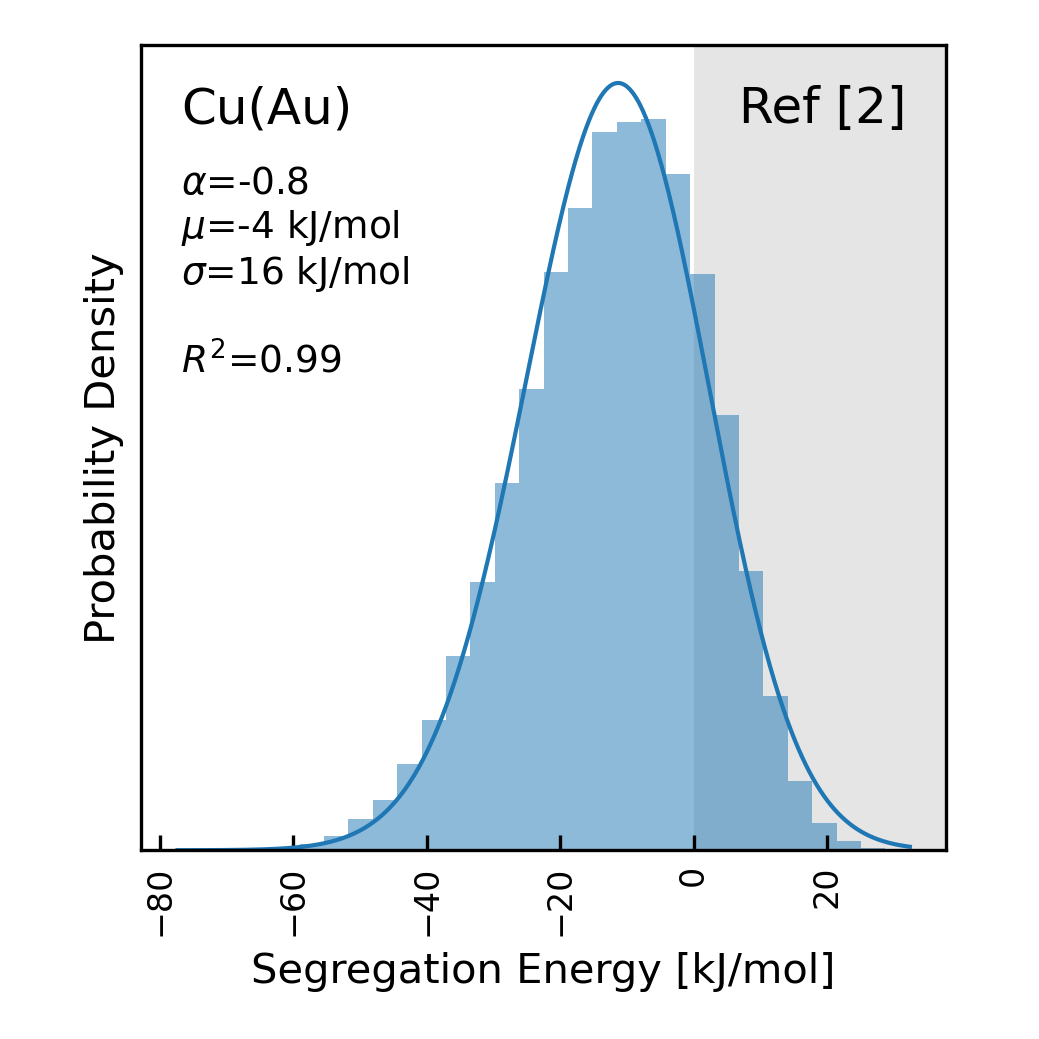 Cu(Au)
Ref [2]
α=-0.8
μ=-4 kJ/mol
σ=16 kJ/mol
R²=0.99
Probability Density
−80
−60
−40
−20
0
20
Segregation Energy [kJ/mol]